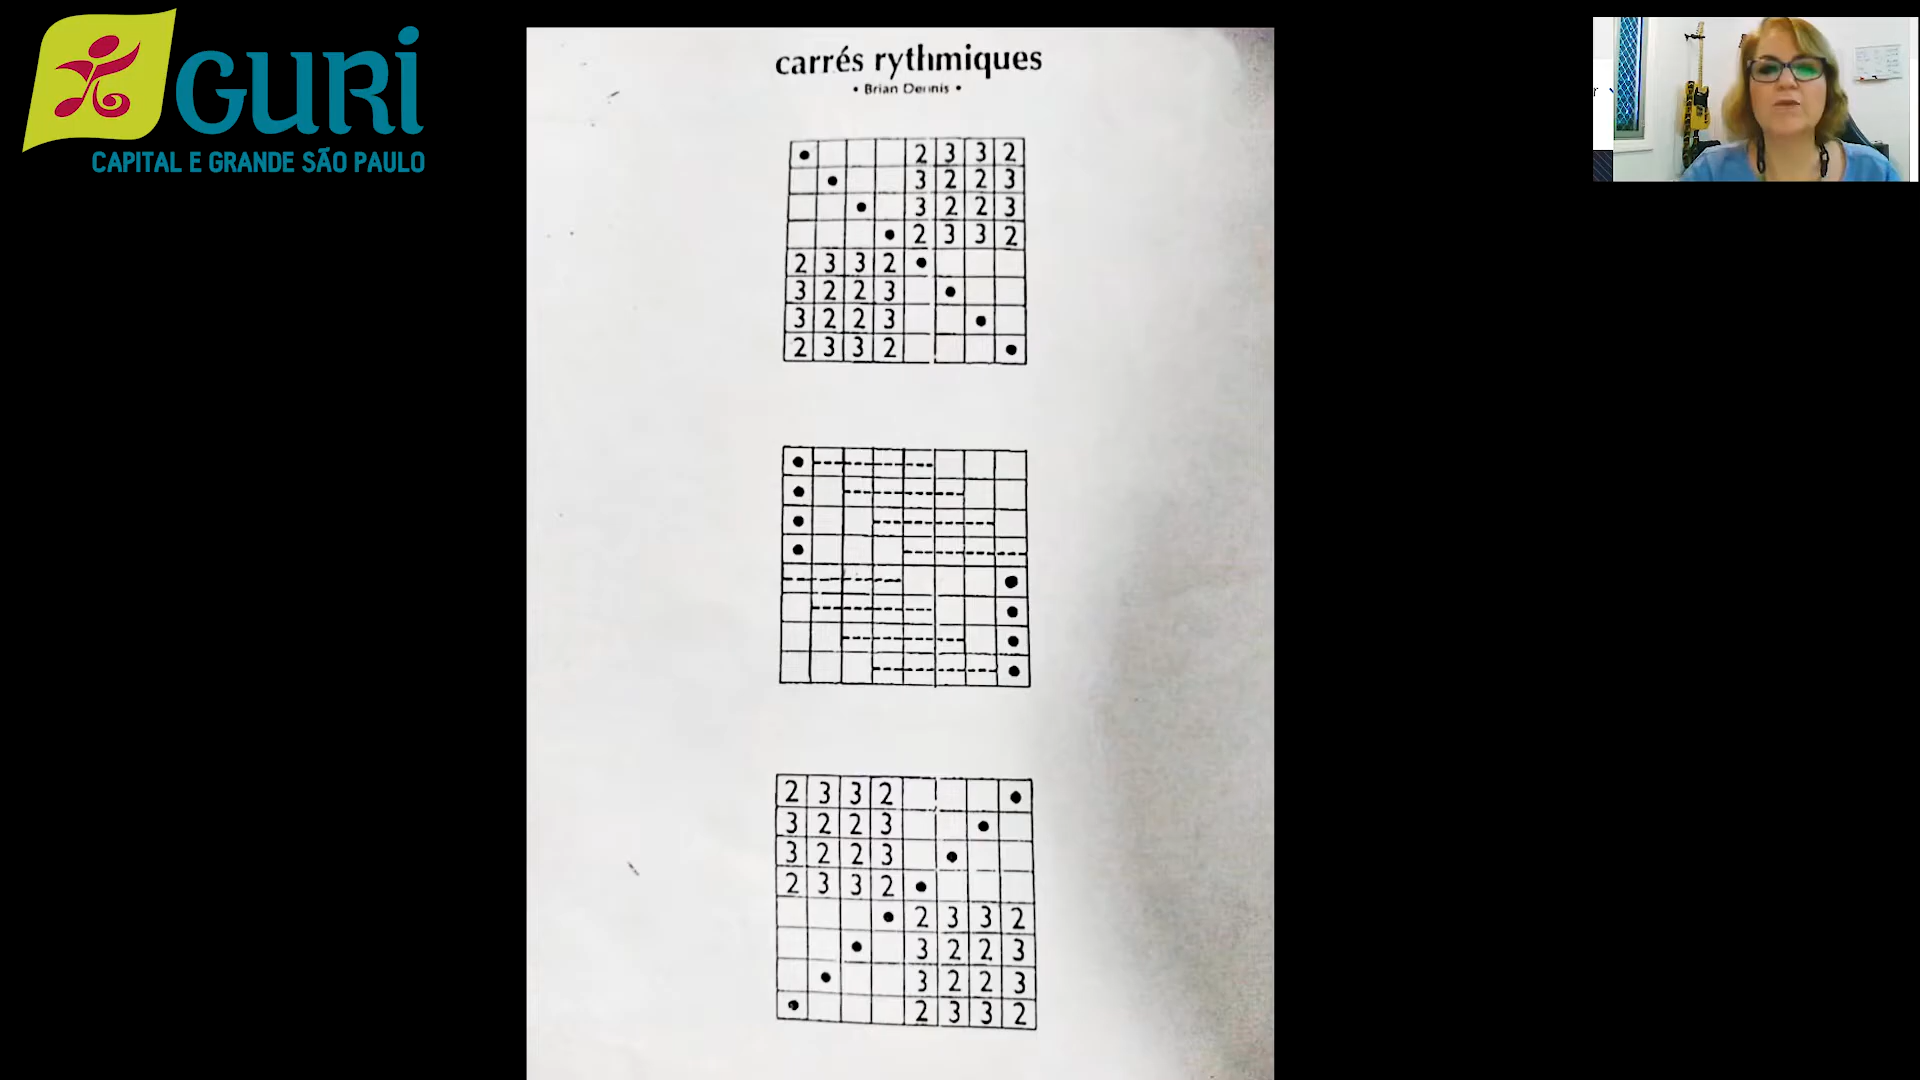 GURI
CAPITAL E GRANDE SÃO PAULO
carrés rythmiques
• Brian Dennis •
• 2 3 3 2
• 3 2 2 3
• 3 2 2 3
• 2 3 3 2
2 3 3 2 •
3 2 2 3 •
3 2 2 3 •
2 3 3 2 •
2 3 3 2 •
3 2 2 3 •
3 2 2 3 •
2 3 3 2 •
• 2 3 3 2
• 3 2 2 3
• 3 2 2 3
• 2 3 3 2